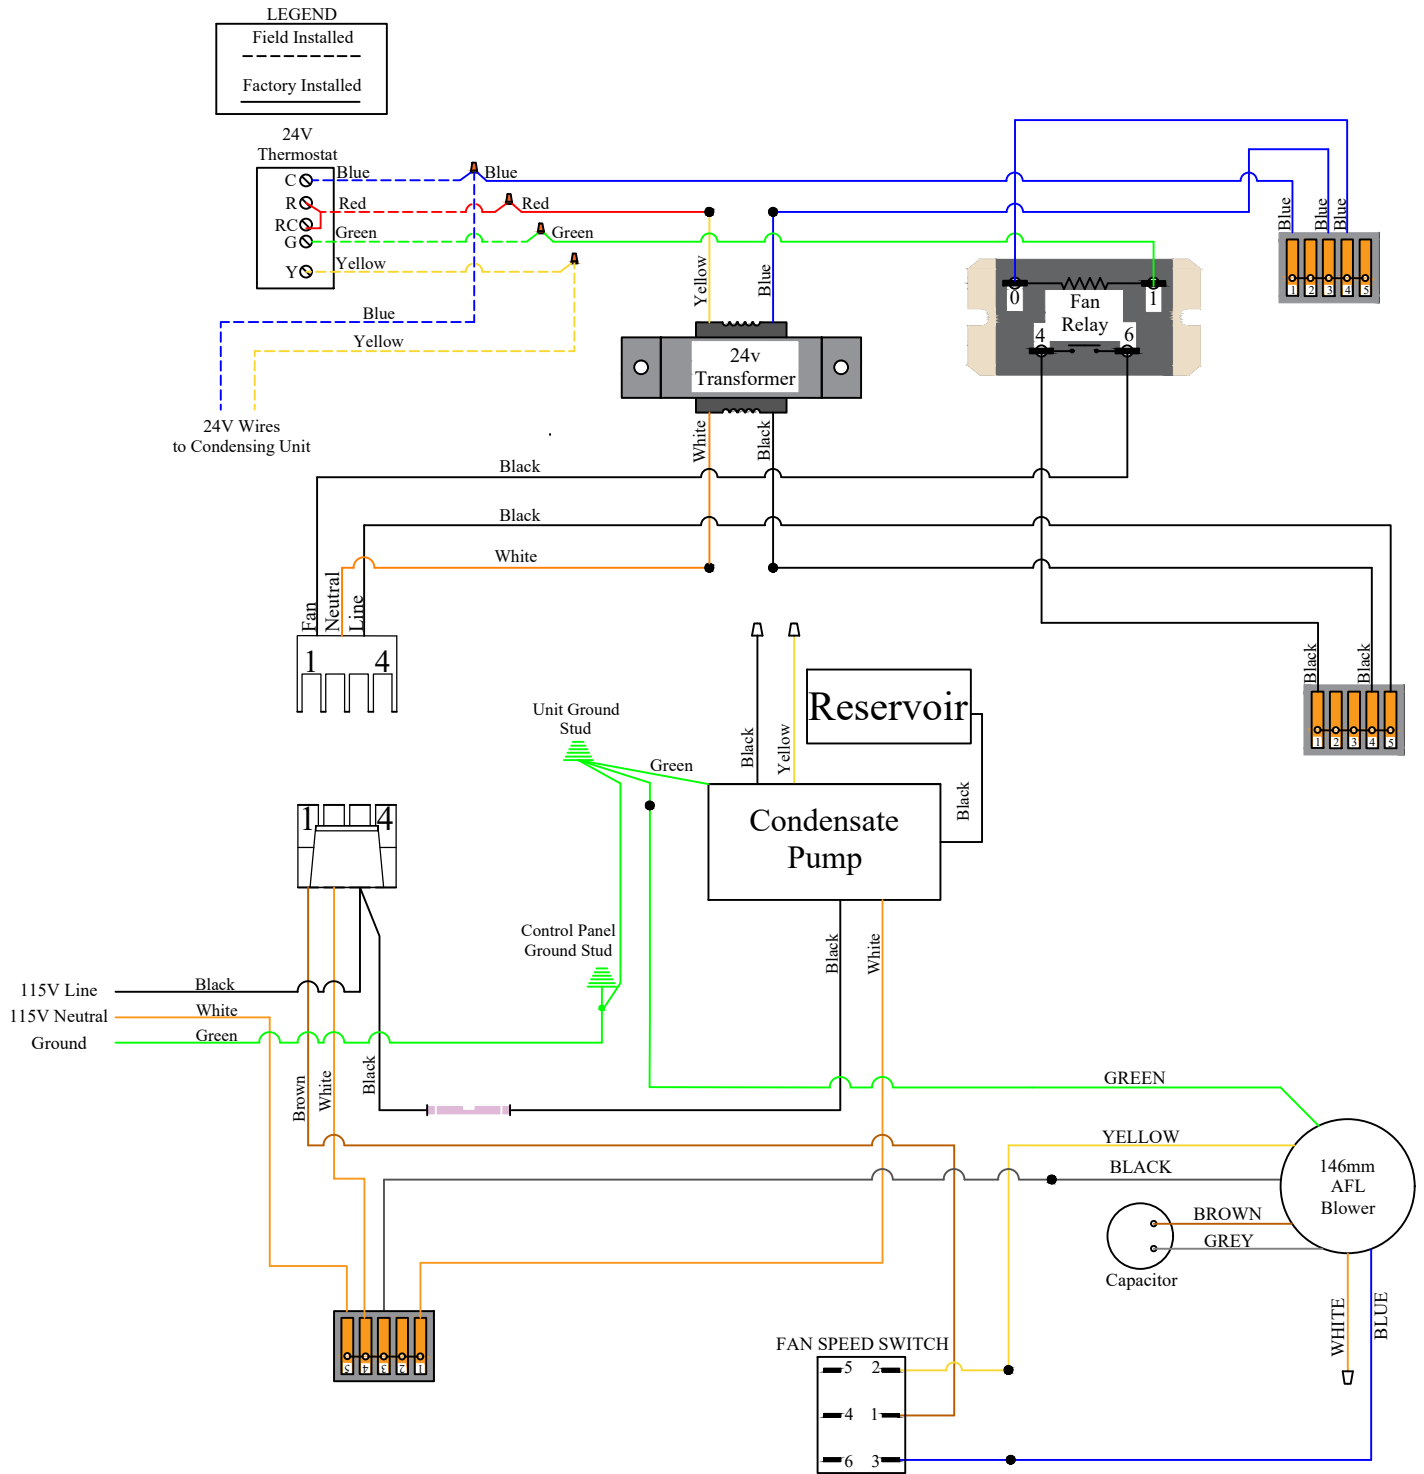 LEGEND
Field Installed
Factory Installed
24V
Thermostat
C
Blue
Blue
R
Red
Red
RC
G
Green
Green
Y
Yellow
Blue
Yellow
24V Wires
to Condensing Unit
Yellow
Blue
24v
Transformer
White
Black
0
1
Fan
Relay
4
6
Blue
Blue
Blue
1
2
3
4
5
Black
Black
White
Fan
Neutral
Line
1
4
Black
Black
1
2
3
4
5
Reservoir
Black
Yellow
Black
Unit Ground
Stud
Green
Condensate
Pump
1
4
Control Panel
Ground Stud
Black
White
115V Line
Black
115V Neutral
White
Ground
Green
Brown
White
Black
GREEN
YELLOW
BLACK
BROWN
GREY
146mm
AFL
Blower
Capacitor
WHITE
BLUE
5
4
3
2
1
FAN SPEED SWITCH
5
2
4
1
6
3